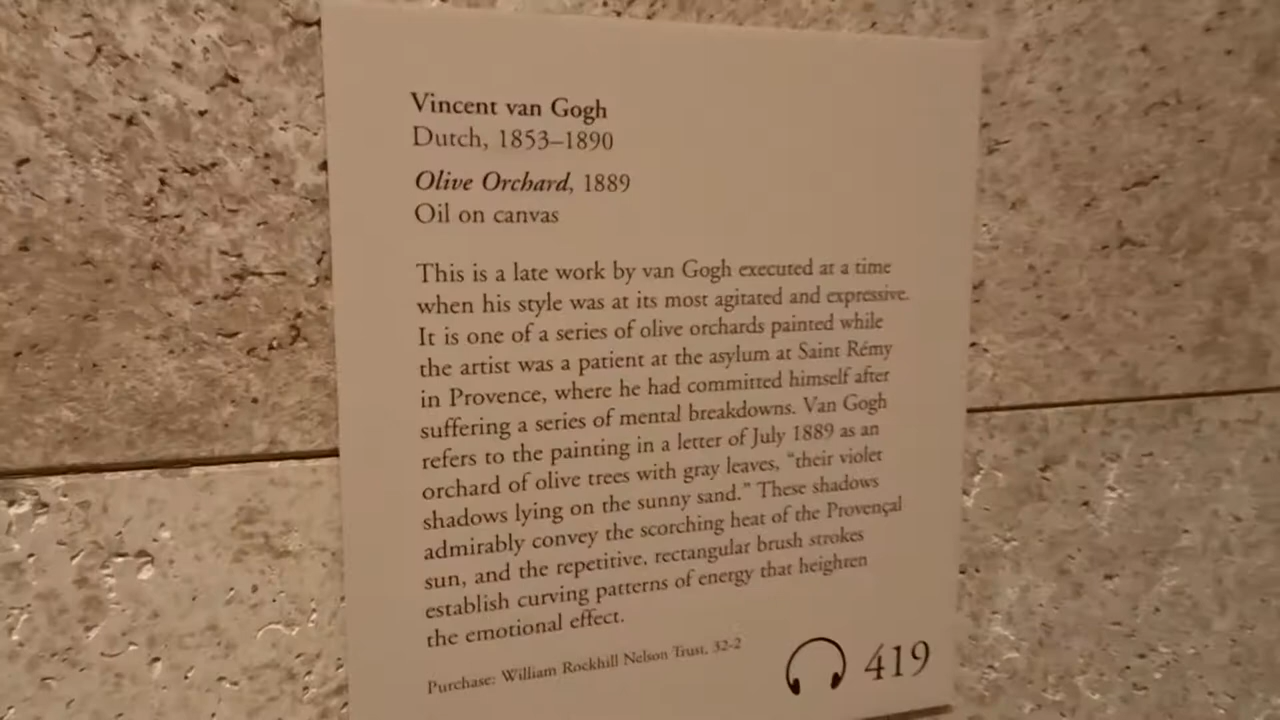 Vincent van Gogh
Dutch, 1853–1890
Olive Orchard, 1889
Oil on canvas
This is a late work by van Gogh executed at a time
when his style was at its most agitated and expressive.
It is one of a series of olive orchards painted while
the artist was a patient at the asylum at Saint Rémy
in Provence, where he had committed himself after
suffering a series of mental breakdowns. Van Gogh
refers to the painting in a letter of July 1889 as an
orchard of olive trees with gray leaves, “their violet
shadows lying on the sunny sand.” These shadows
admirably convey the scorching heat of the Provençal
sun, and the repetitive, rectangular brush strokes
establish curving patterns of energy that heighten
the emotional effect.
Purchase: William Rockhill Nelson Trust, 32-2
419